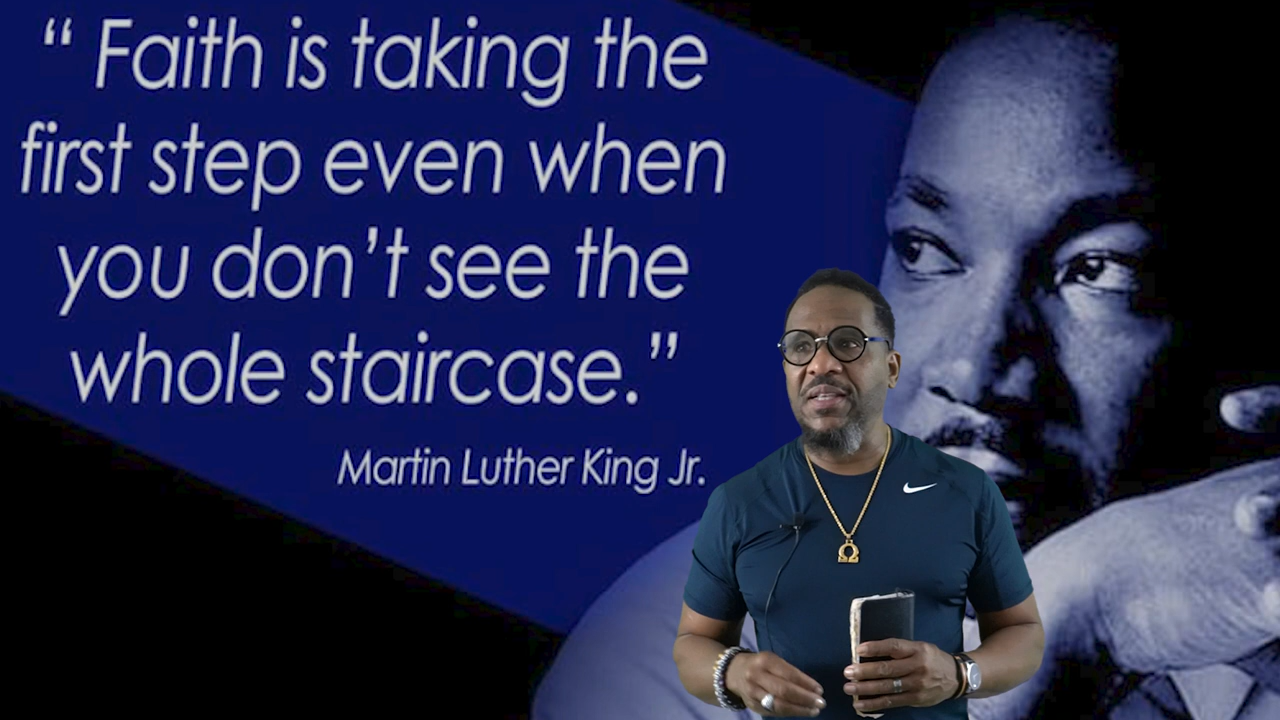 “ Faith is taking the
first step even when
you don’t see the
whole staircase.”
Martin Luther King Jr.